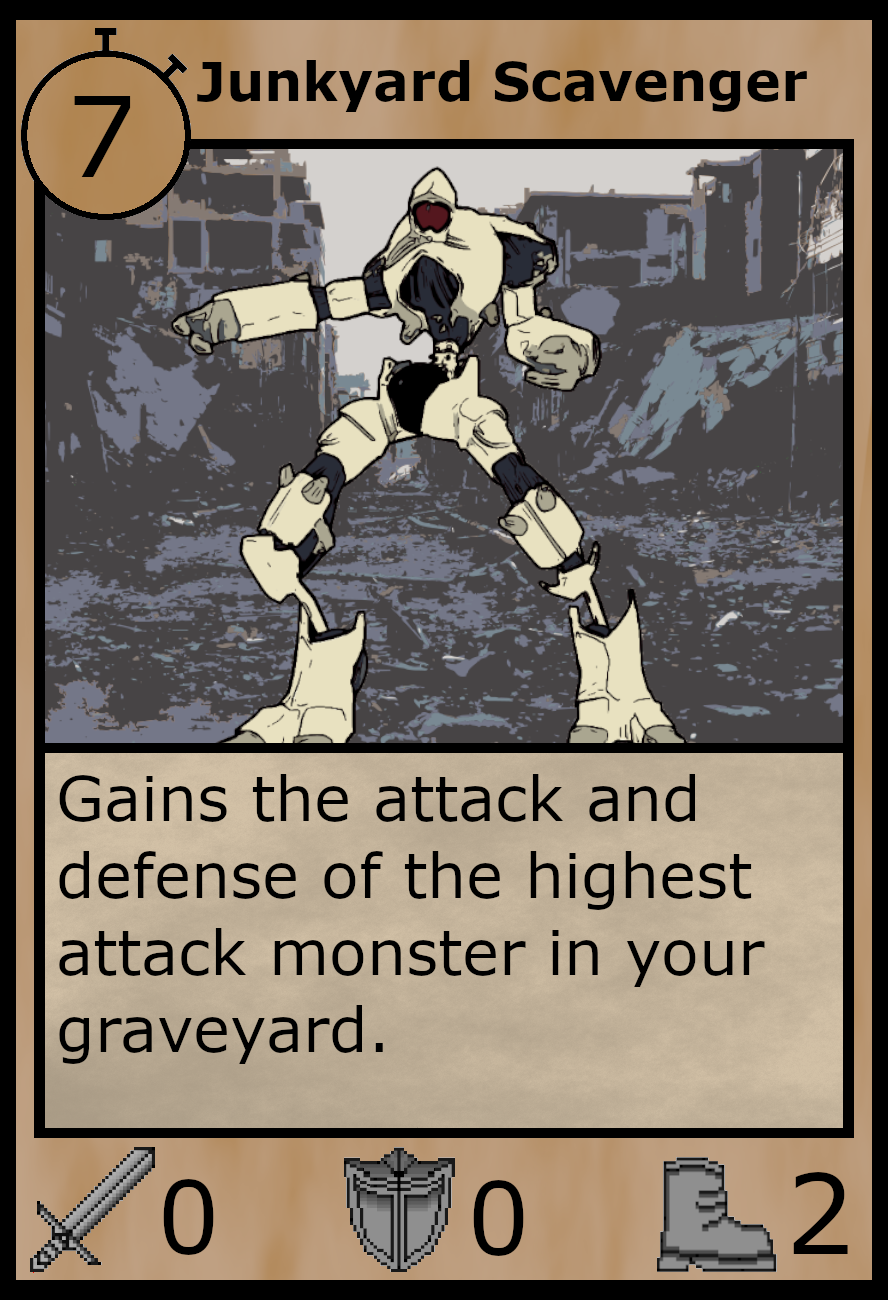 7
Junkyard Scavenger
Gains the attack and
defense of the highest
attack monster in your
graveyard.
0 0 2